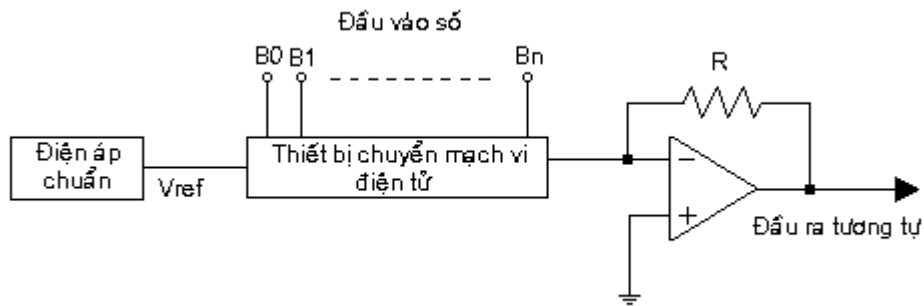 Đầu vào số
B0 B1 Bn
R
Điện áp
chuẩn
Vref
Thiết bị chuyển mạch vi
điện tử
−
+
Đầu ra tương tự